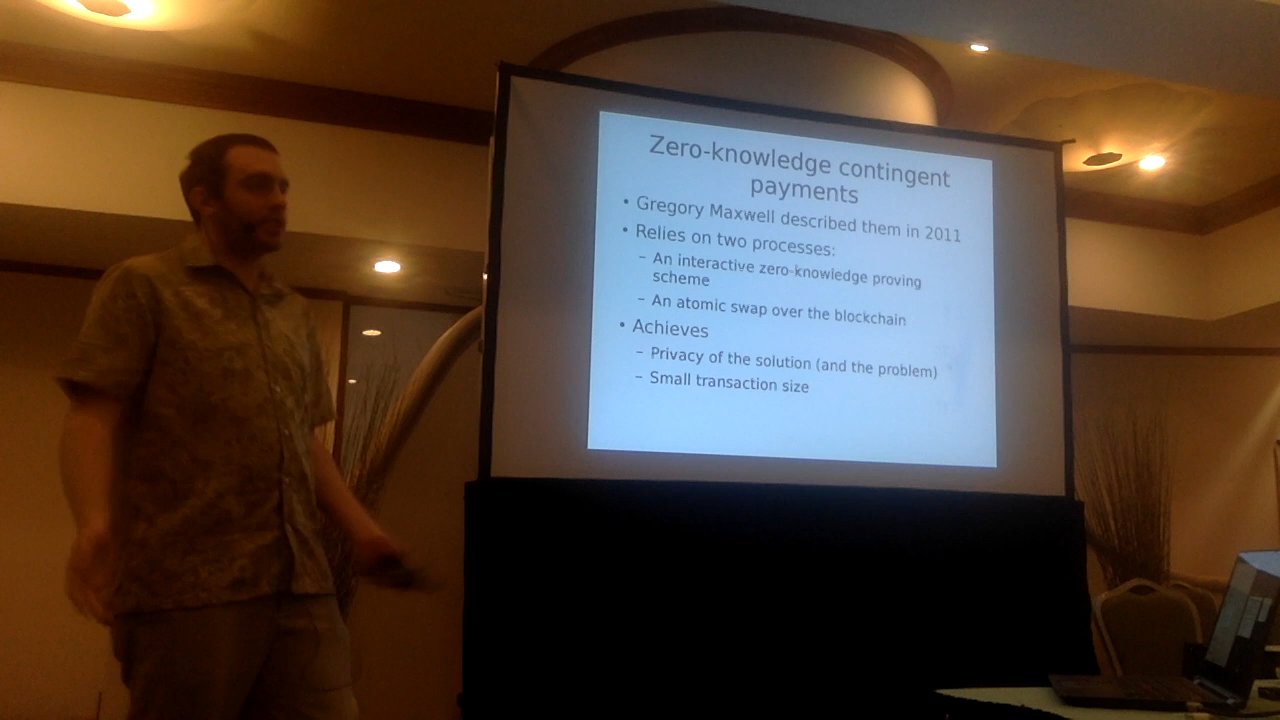 Zero-knowledge contingent
payments
• Gregory Maxwell described them in 2011
• Relies on two processes:
– An interactive zero-knowledge proving
scheme
– An atomic swap over the blockchain
• Achieves
– Privacy of the solution (and the problem)
– Small transaction size